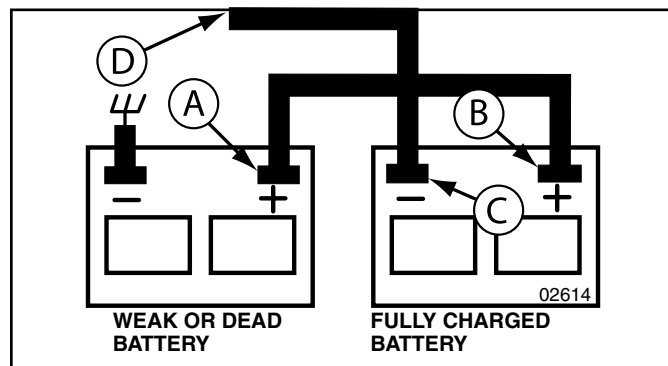 D
A
B
− + − +
C
02614
WEAK OR DEAD
BATTERY
FULLY CHARGED
BATTERY